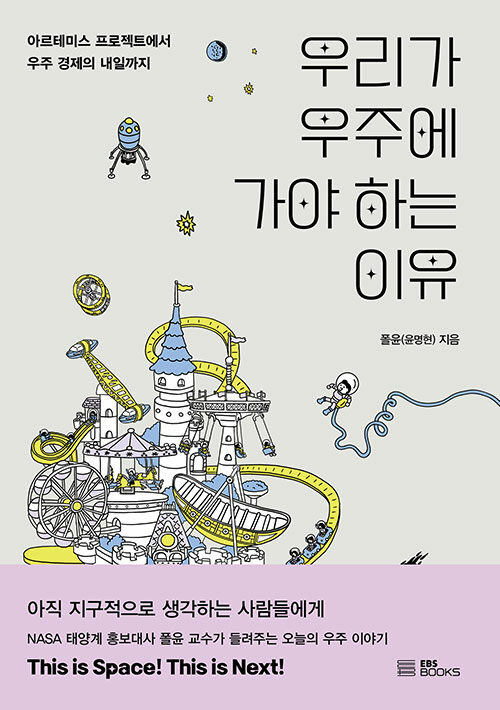 아르테미스 프로젝트에서
우주 경제의 내일까지
우리가
우주에
가야 하는
이유
폴윤(윤명현) 지음
아직 지구적으로 생각하는 사람들에게
NASA 태양계 홍보대사 폴윤 교수가 들려주는 오늘의 우주 이야기
This is Space! This is Next!
EBS
BOOKS